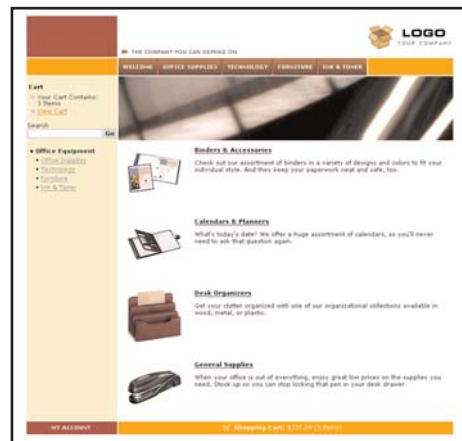 LOGO
YOUR COMPANY
THE COMPANY YOU CAN DEPEND ON
WELCOME OFFICE SUPPLIES TECHNOLOGY FURNITURE INK & TONER
Cart
Your Cart Contains:
3 Items
View Cart
Search
Go
Office Equipment
Office Supplies
Technology
Furniture
Ink & Toner
Binders & Accessories
Check out our assortment of binders in a variety of designs and colors to fit your
individual style. And they keep your paperwork neat and safe, too.
Calendars & Planners
What's today's date? We offer a huge assortment of calendars, so you'll never
need to ask that question again.
Desk Organizers
Get your clutter organized with one of our organizational collections available in
wood, metal, or plastic.
General Supplies
When your office is out of everything, enjoy great low prices on the supplies you
need. Stock up so you can stop locking that pen in your desk drawer.
MY ACCOUNT
Shopping Cart: (3 Items)